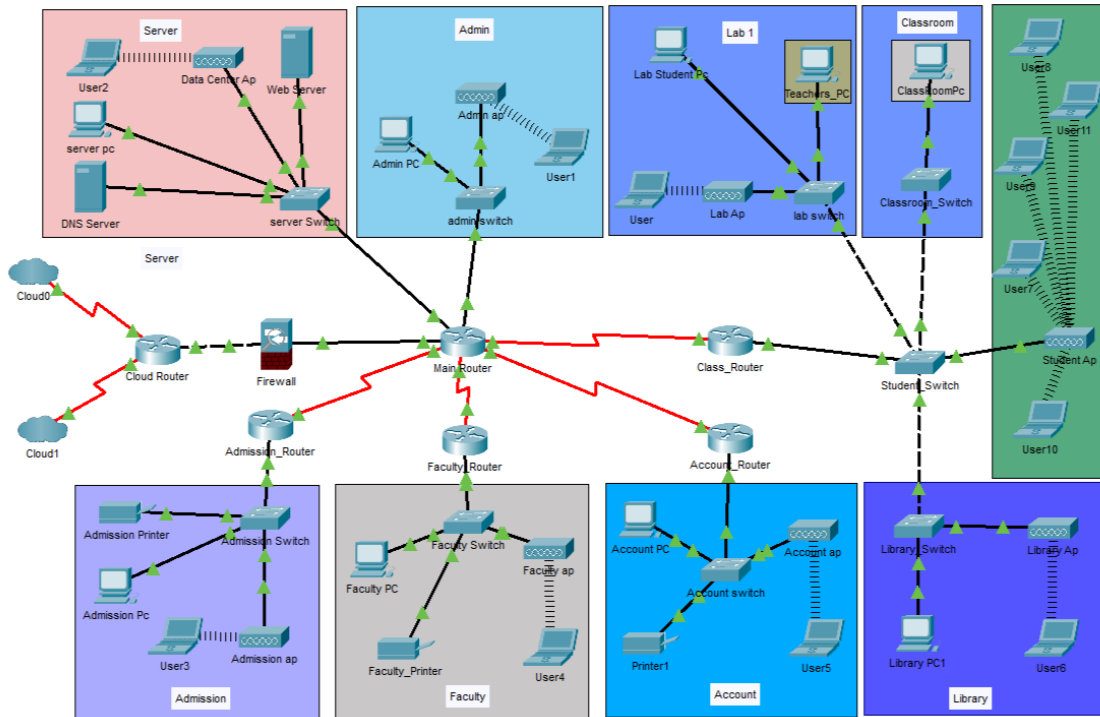 Server
Admin
Lab 1
Classroom
User8
User2
Data Center Ap
Web Server
Lab Student Pc
Teachers_PC
ClassRoomPc
Admin ap
User11
server pc
Admin PC
User1
User9
DNS Server
server Switch
admin switch
User
Lab Ap
lab switch
Classroom_Switch
Server
Cloud0
User7
Cloud Router
Firewall
Main Router
Class_Router
Student_Switch
Student Ap
Cloud1
Admission_Router
Faculty_Router
Account_Router
User10
Admission Printer
Admission Switch
Faculty Switch
Account PC
Account ap
Library_Switch
Library Ap
Faculty PC
Faculty ap
Account switch
Admission Pc
User3
Admission ap
Faculty_Printer
User4
Printer1
User5
Library PC1
User6
Admission
Faculty
Account
Library